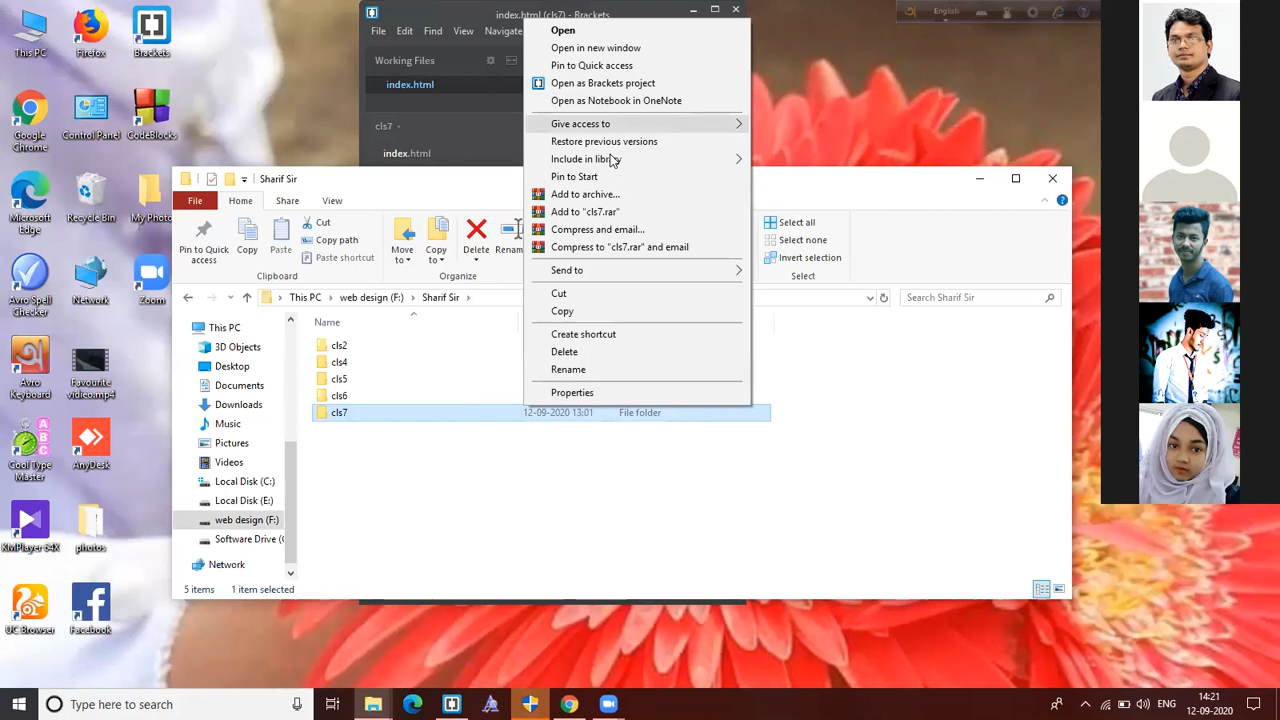 This PC
Firefox
Brackets
Google Chrome
Control Panel
CodeBlocks
Microsoft Edge
Network
My Photo
Avro Spell Checker
Zoom
Avro Keyboard
Favourite video.mp4
Cool Type Master
AnyDesk
KMPlayer 64X
photos
UC Browser
Facebook
index.html (cls7) - Brackets
File Edit Find View Navigate
Working Files
index.html
cls7
index.html
English
Open
Open in new window
Pin to Quick access
Open as Brackets project
Open as Notebook in OneNote
Give access to
Restore previous versions
Include in library
Pin to Start
Add to archive...
Add to "cls7.rar"
Compress and email...
Compress to "cls7.rar" and email
Send to
Cut
Copy
Create shortcut
Delete
Rename
Properties
Sharif Sir
File Home Share View
Pin to Quick access
Copy
Paste
Cut
Copy path
Paste shortcut
Clipboard
Move to
Copy to
Delete
Organize
Select all
Select none
Invert selection
Select
This PC > web design (F:) > Sharif Sir >
Search Sharif Sir
Name
This PC
3D Objects
Desktop
Documents
Downloads
Music
Pictures
Videos
Local Disk (C:)
Local Disk (E:)
web design (F:)
Software Drive (
Network
cls2
cls4
cls5
cls6
cls7 12-09-2020 13:01 File folder
5 items 1 item selected
Type here to search
ENG
14:21
12-09-2020